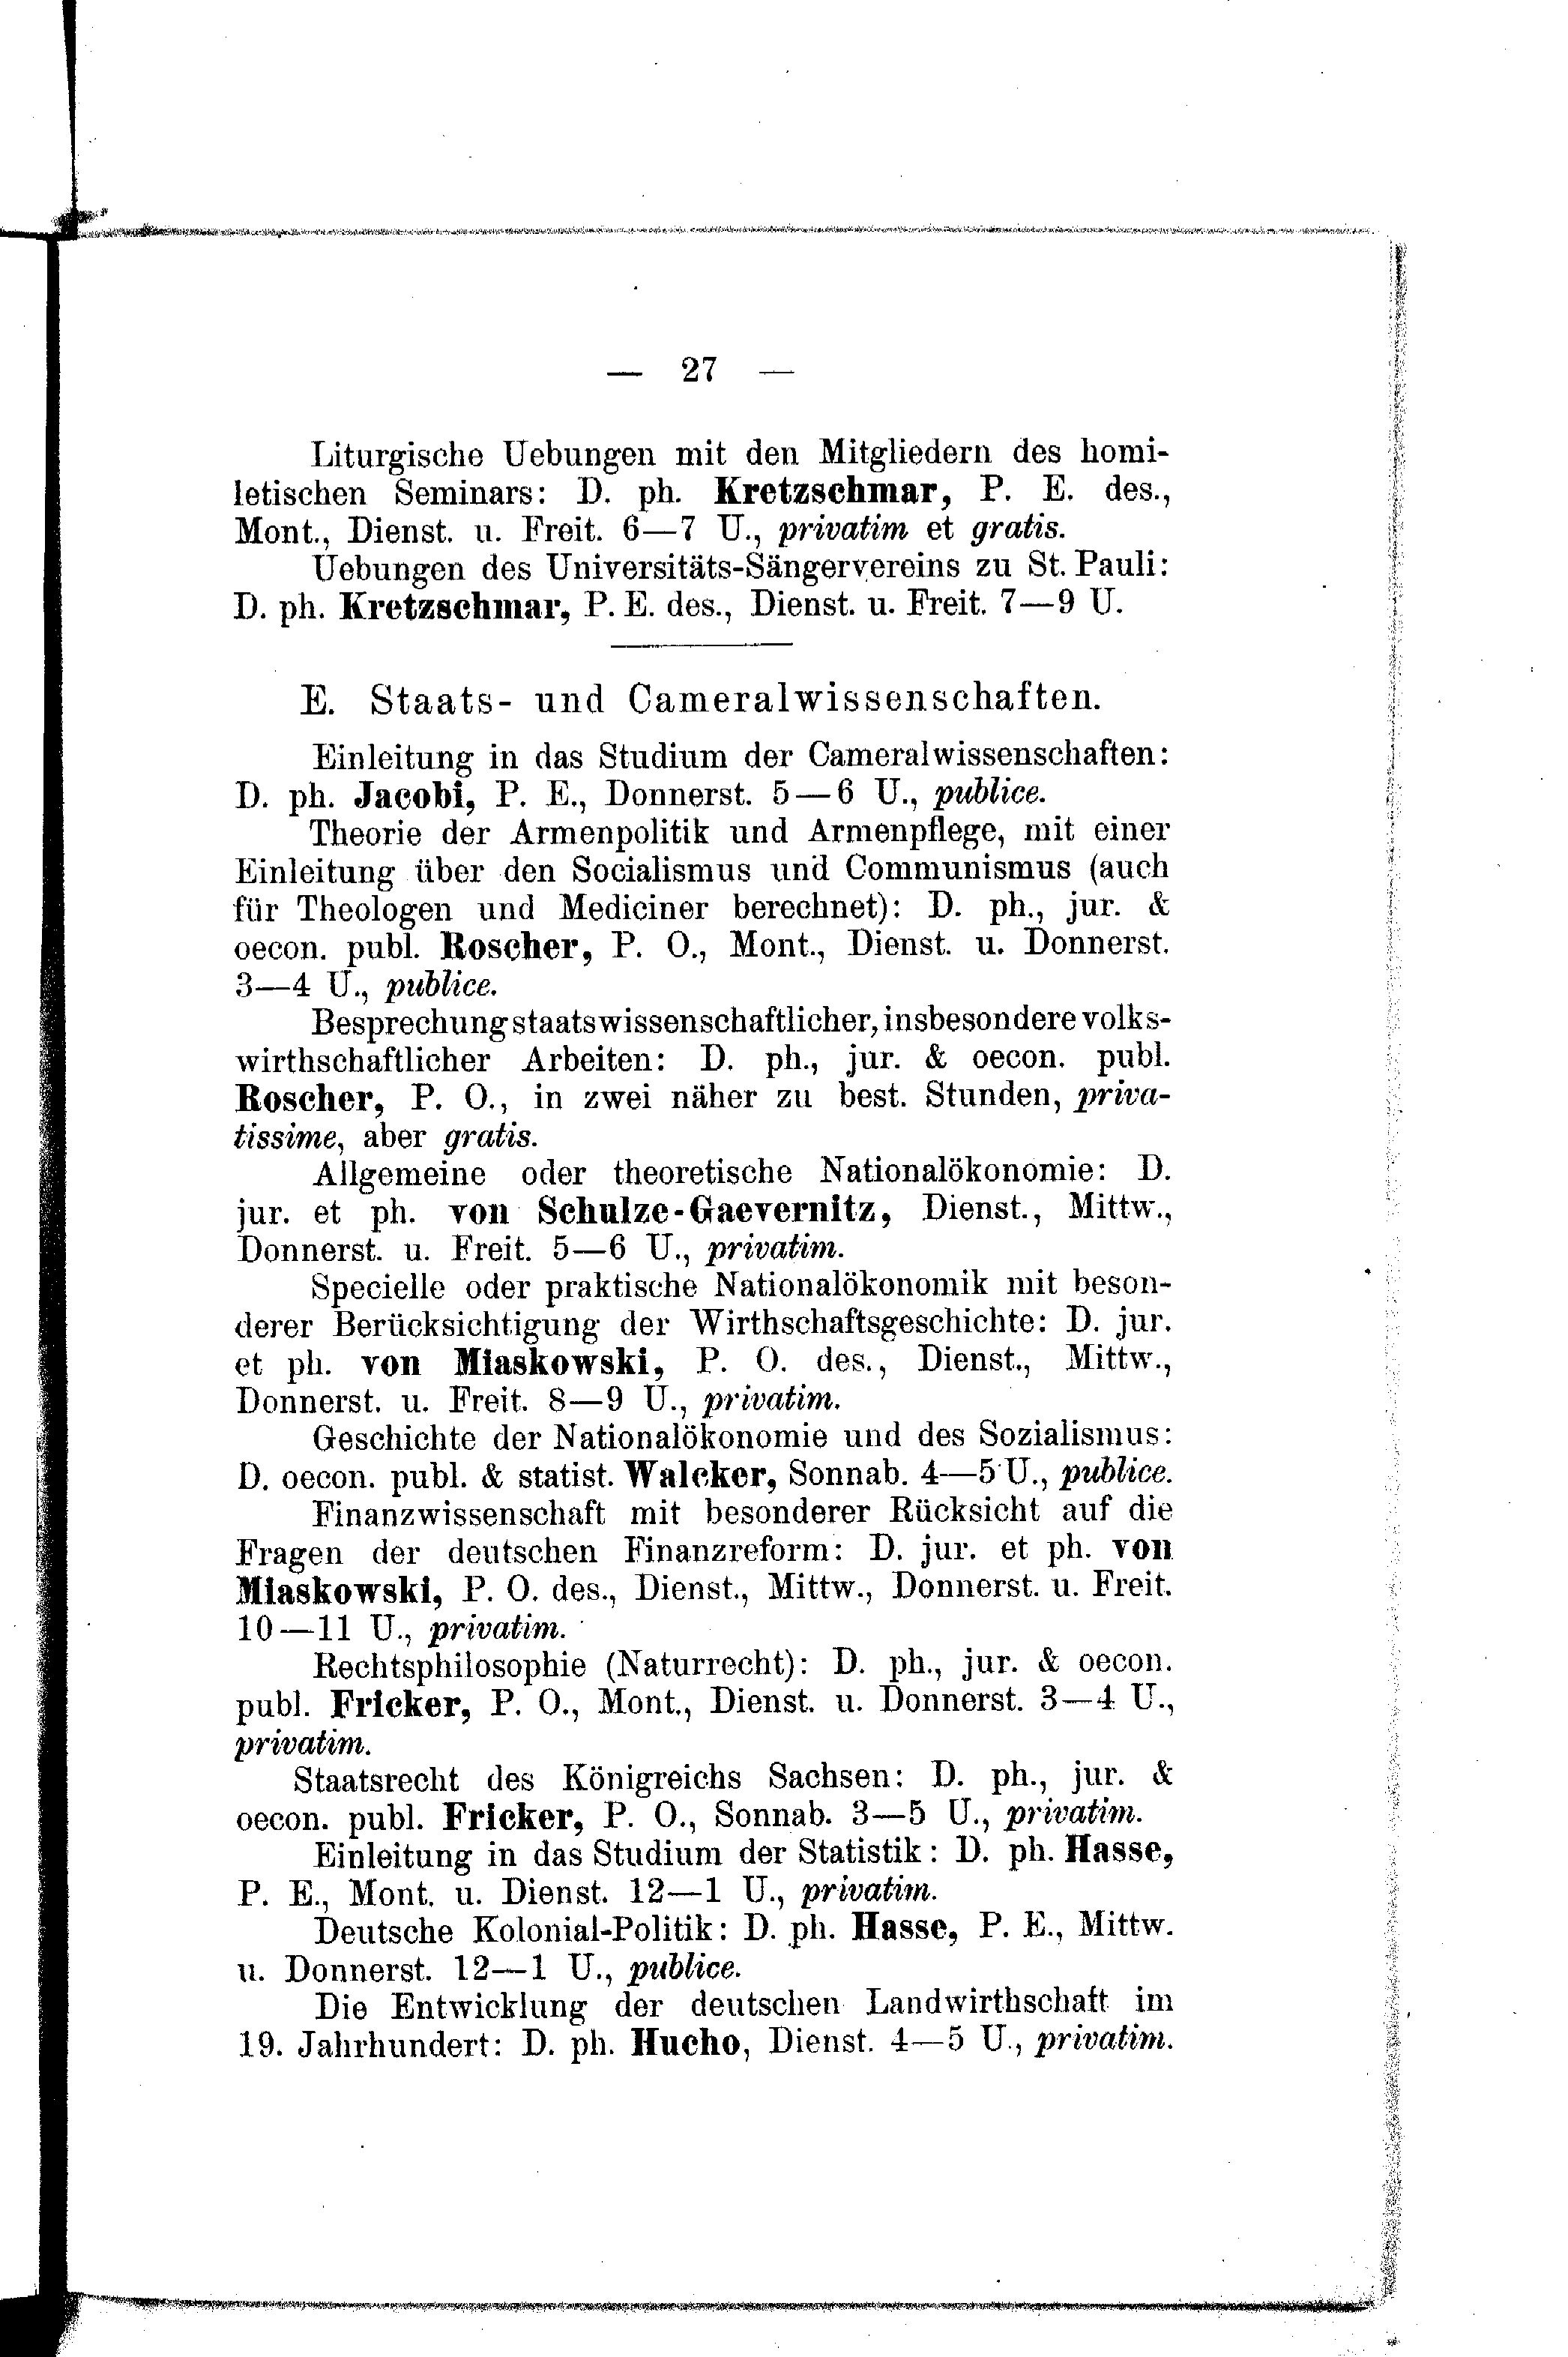 — 27 —
Liturgische Uebungen mit den Mitgliedern des homi-
letischen Seminars: D. ph. Kretzschmar, P. E. des.,
Mont., Dienst. u. Freit. 6—7 U., privatim et gratis.
Uebungen des Universitäts-Sängervereins zu St. Pauli:
D. ph. Kretzschmar, P. E. des., Dienst. u. Freit. 7—9 U.
E. Staats- und Cameralwissenschaften.
Einleitung in das Studium der Cameralwissenschaften:
D. ph. Jacobi, P. E., Donnerst. 5—6 U., publice.
Theorie der Armenpolitik und Armenpflege, mit einer
Einleitung über den Socialismus und Communismus (auch
für Theologen und Mediciner berechnet): D. ph., jur. &
oecon. publ. Roscher, P. O., Mont., Dienst. u. Donnerst.
3—4 U., publice.
Besprechung staatswissenschaftlicher, insbesondere volks-
wirthschaftlicher Arbeiten: D. ph., jur. & oecon. publ.
Roscher, P. O., in zwei näher zu best. Stunden, priva-
tissime, aber gratis.
Allgemeine oder theoretische Nationalökonomie: D.
jur. et ph. von Schulze-Gaevernitz, Dienst., Mittw.,
Donnerst. u. Freit. 5—6 U., privatim.
Specielle oder praktische Nationalökonomik mit beson-
derer Berücksichtigung der Wirthschaftsgeschichte: D. jur.
et ph. von Miaskowski, P. O. des., Dienst., Mittw.,
Donnerst. u. Freit. 8—9 U., privatim.
Geschichte der Nationalökonomie und des Sozialismus:
D. oecon. publ. & statist. Walcker, Sonnab. 4—5 U., publice.
Finanzwissenschaft mit besonderer Rücksicht auf die
Fragen der deutschen Finanzreform: D. jur. et ph. von
Miaskowski, P. O. des., Dienst., Mittw., Donnerst. u. Freit.
10—11 U., privatim.
Rechtsphilosophie (Naturrecht): D. ph., jur. & oecon.
publ. Fricker, P. O., Mont., Dienst. u. Donnerst. 3—4 U.,
privatim.
Staatsrecht des Königreichs Sachsen: D. ph., jur. &
oecon. publ. Fricker, P. O., Sonnab. 3—5 U., privatim.
Einleitung in das Studium der Statistik: D. ph. Hasse,
P. E., Mont. u. Dienst. 12—1 U., privatim.
Deutsche Kolonial-Politik: D. ph. Hasse, P. E., Mittw.
u. Donnerst. 12—1 U., publice.
Die Entwicklung der deutschen Landwirthschaft im
19. Jahrhundert: D. ph. Hucho, Dienst. 4—5 U., privatim.